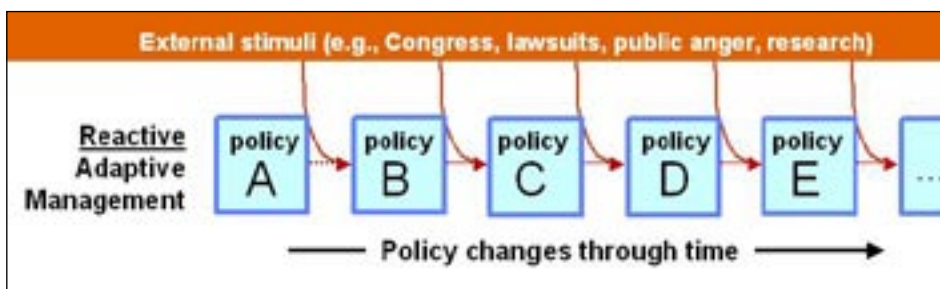 External stimuli (e.g., Congress, lawsuits, public anger, research)
Reactive
Adaptive
Management
policy
A
policy
B
policy
C
policy
D
policy
E
....
Policy changes through time